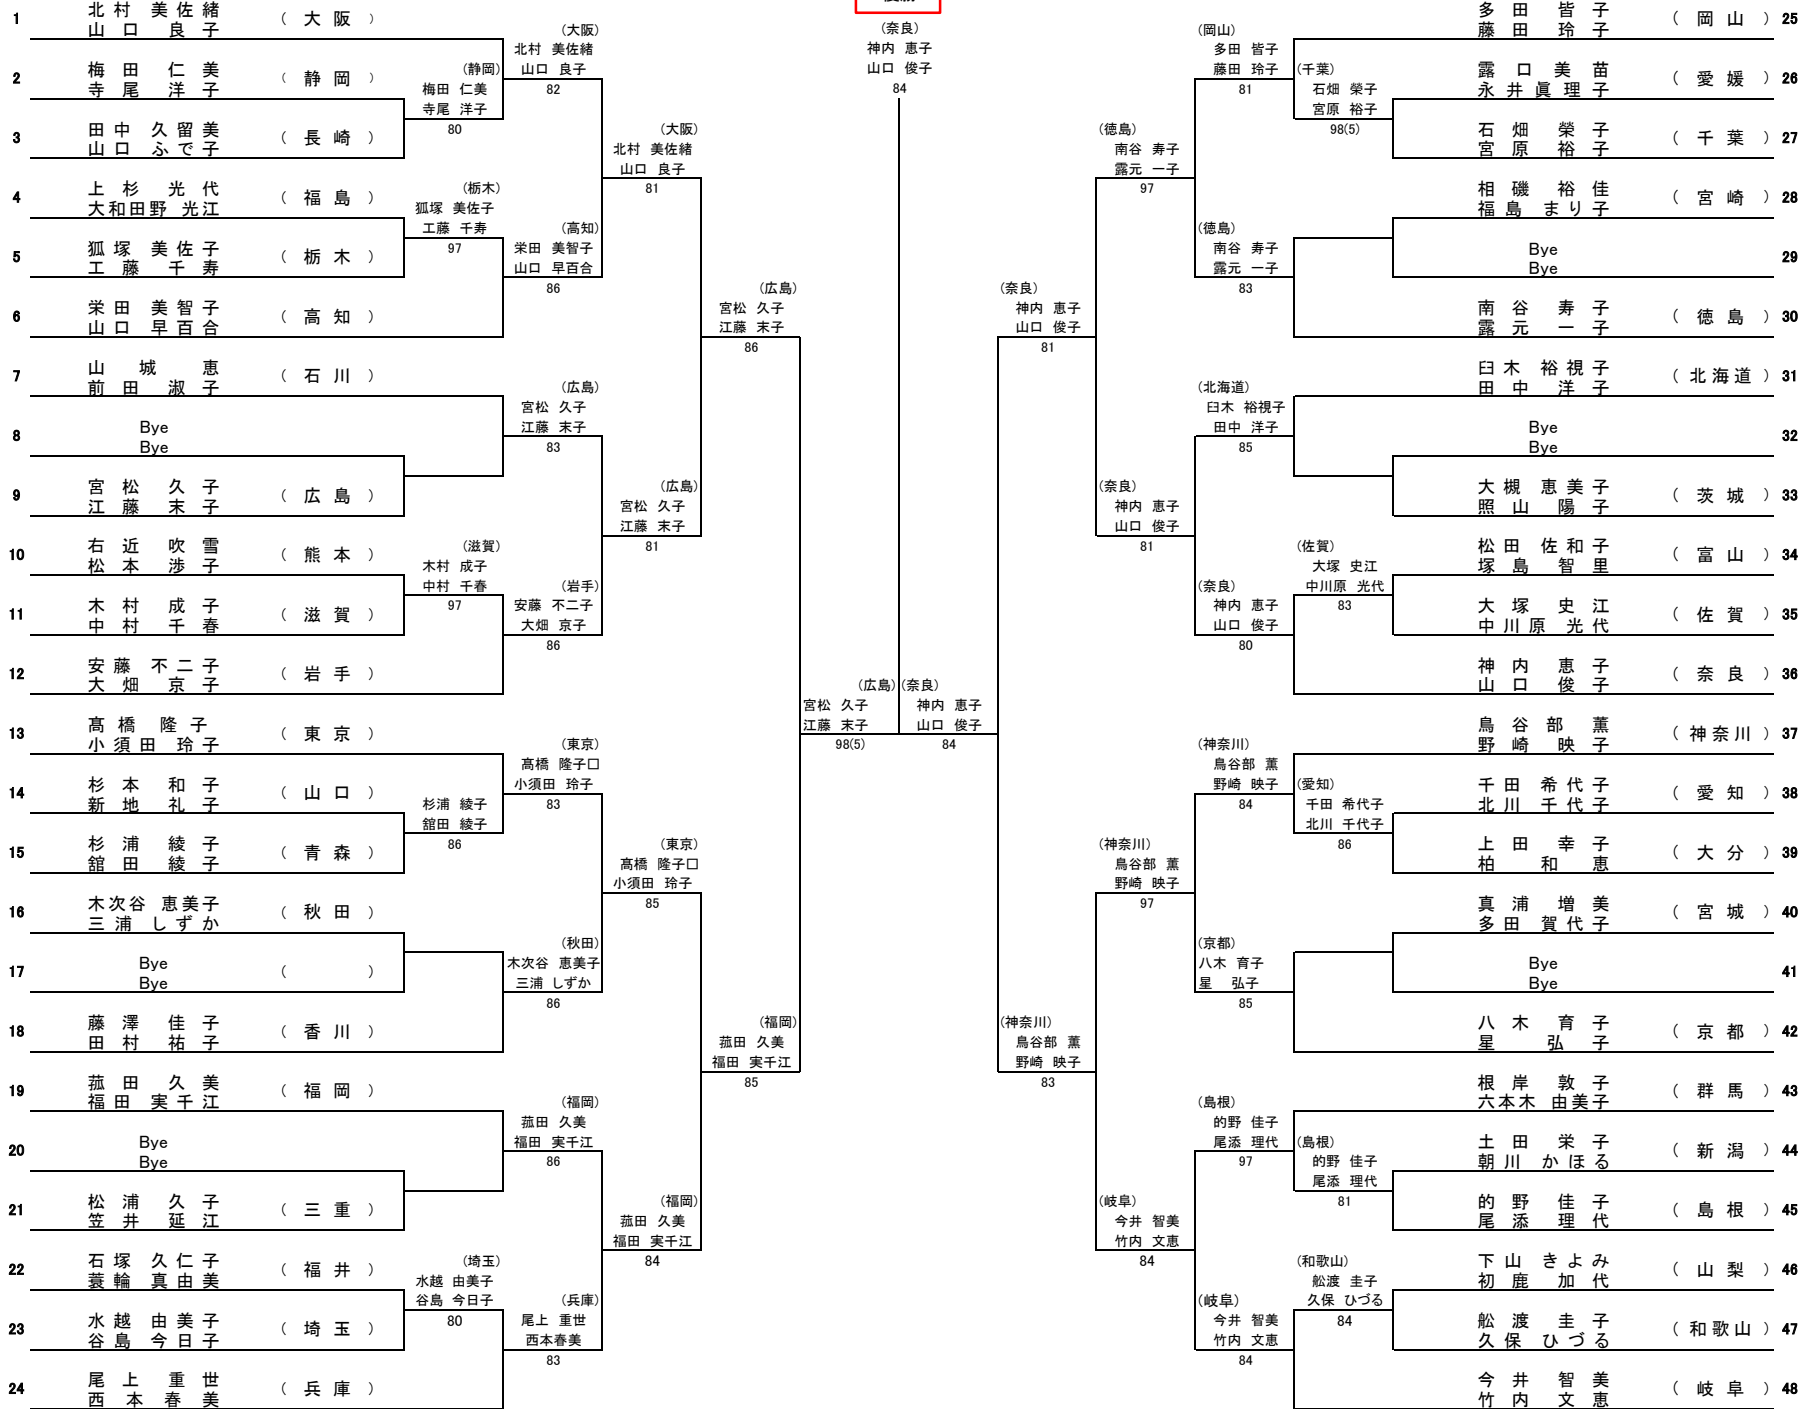 1 北村 美佐緒 (大阪)
山口 良子
2 梅田 仁美 (静岡)
寺尾 洋子
3 田中 久留美 (長崎)
山口 ふで子
4 上杉 光代 (福島)
大和田野 光江
5 狐塚 美佐子 (栃木)
工藤 千寿
6 栄田 美智子 (高知)
山口 早百合
7 山城 恵 (石川)
前田 淑子
8 Bye
Bye
9 宮松 久子 (広島)
江藤 末子
10 右近 吹雪 (熊本)
松本 渉子
11 木村 成子 (滋賀)
中村 千春
12 安藤 不二子 (岩手)
大畑 京子
13 髙橋 隆子 (東京)
小須田 玲子
14 杉本 和子 (山口)
新地 礼子
15 杉浦 綾子 (青森)
舘田 綾子
16 木次谷 恵美子 (秋田)
三浦 しずか
17 Bye ( )
Bye
18 藤澤 佳子 (香川)
田村 祐子
19 菰田 久美 (福岡)
福田 実千江
20 Bye
Bye
21 松浦 久子 (三重)
笠井 延江
22 石塚 久仁子 (福井)
蓑輪 真由美
23 水越 由美子 (埼玉)
谷島 今日子
24 尾上 重世 (兵庫)
西本 春美
(静岡)
梅田 仁美
寺尾 洋子
80
(栃木)
狐塚 美佐子
工藤 千寿
97
(滋賀)
木村 成子
中村 千春
97
杉浦 綾子
舘田 綾子
86
(埼玉)
水越 由美子
谷島 今日子
80
(大阪)
北村 美佐緒
山口 良子
82
(高知)
栄田 美智子
山口 早百合
86
(広島)
宮松 久子
江藤 末子
83
(岩手)
安藤 不二子
大畑 京子
86
(東京)
髙橋 隆子□
小須田 玲子
83
(秋田)
木次谷 恵美子
三浦 しずか
86
(福岡)
菰田 久美
福田 実千江
86
(兵庫)
尾上 重世
西本春美
83
(大阪)
北村 美佐緒
山口 良子
81
(広島)
宮松 久子
江藤 末子
81
(東京)
髙橋 隆子□
小須田 玲子
85
(福岡)
菰田 久美
福田 実千江
84
(広島)
宮松 久子
江藤 末子
86
(福岡)
菰田 久美
福田 実千江
85
(広島)
宮松 久子
江藤 末子
98(5)
(奈良)
神内 恵子
山口 俊子
84
(奈良)
神内 恵子
山口 俊子
84
(奈良)
神内 恵子
山口 俊子
81
(神奈川)
鳥谷部 薫
野崎 映子
83
(徳島)
南谷 寿子
露元 一子
97
(奈良)
神内 恵子
山口 俊子
81
(神奈川)
鳥谷部 薫
野崎 映子
97
(岐阜)
今井 智美
竹内 文恵
84
(岡山)
多田 皆子
藤田 玲子
81
(徳島)
南谷 寿子
露元 一子
83
(北海道)
臼木 裕視子
田中 洋子
85
(奈良)
神内 恵子
山口 俊子
80
(神奈川)
鳥谷部 薫
野崎 映子
84
(京都)
八木 育子
星 弘子
85
(島根)
的野 佳子
尾添 理代
97
(岐阜)
今井 智美
竹内 文恵
84
(千葉)
石畑 榮子
宮原 裕子
98(5)
(佐賀)
大塚 史江
中川原 光代
83
(愛知)
千田 希代子
北川 千代子
86
(島根)
的野 佳子
尾添 理代
81
(和歌山)
舩渡 圭子
久保 ひづる
84
多田 皆子 (岡山) 25
藤田 玲子
露口 美苗 (愛媛) 26
永井 眞理子
石畑 榮子 (千葉) 27
宮原 裕子
相磯 裕佳 (宮崎) 28
福島 まり子
Bye 29
Bye
南谷 寿子 (徳島) 30
露元 一子
臼木 裕視子 (北海道) 31
田中 洋子
Bye 32
Bye
大槻 恵美子 (茨城) 33
照山 陽子
松田 佐和子 (富山) 34
塚島 智里
大塚 史江 (佐賀) 35
中川原 光代
神内 恵子 (奈良) 36
山口 俊子
鳥谷部 薫 (神奈川) 37
野崎 映子
千田 希代子 (愛知) 38
北川 千代子
上田 幸子 (大分) 39
柏 和恵
真浦 増美 (宮城) 40
多田 賀代子
Bye 41
Bye
八木 育子 (京都) 42
星 弘子
根岸 敦子 (群馬) 43
六本木 由美子
土田 栄子 (新潟) 44
朝川 かほる
的野 佳子 (島根) 45
尾添 理代
下山 きよみ (山梨) 46
初鹿 加代
舩渡 圭子 (和歌山) 47
久保 ひづる
今井 智美 (岐阜) 48
竹内 文恵